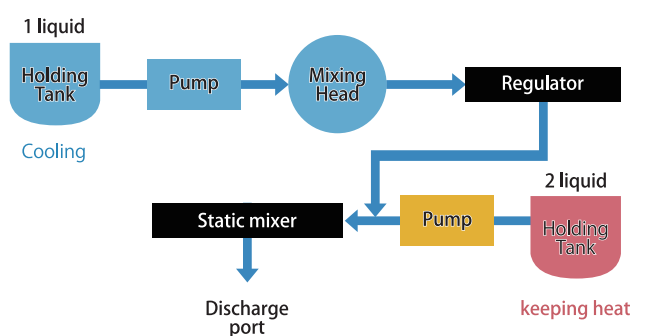 1 liquid
Holding
Tank
Pump
Mixing
Head
Regulator
Cooling
2 liquid
Static mixer
Pump
Holding
Tank
Discharge
port
keeping heat